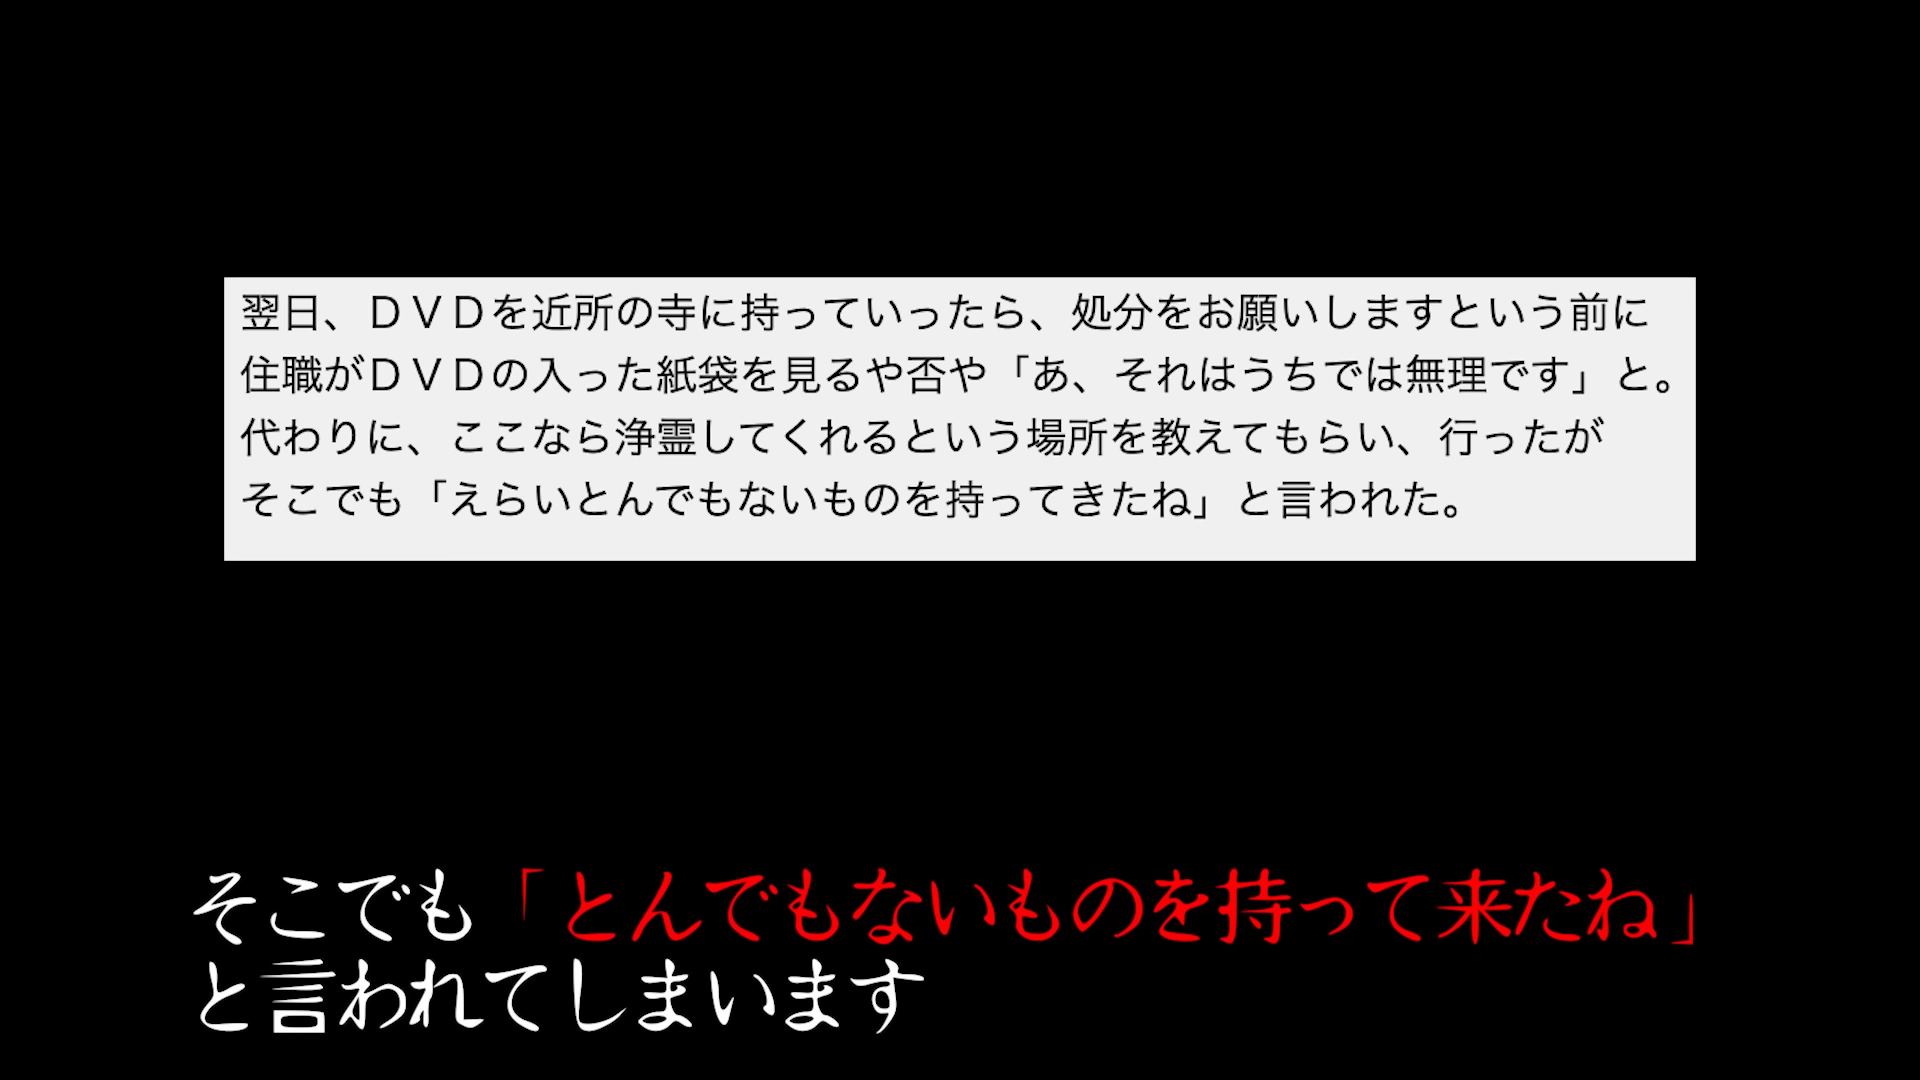 翌日、ＤＶＤを近所の寺に持っていったら、処分をお願いしますという前に
住職がＤＶＤの入った紙袋を見るや否や「あ、それはうちでは無理です」と。
代わりに、ここなら浄霊してくれるという場所を教えてもらい、行ったが
そこでも「えらいとんでもないものを持ってきたね」と言われた。
そこでも「とんでもないものを持って来たね」
と言われてしまいます